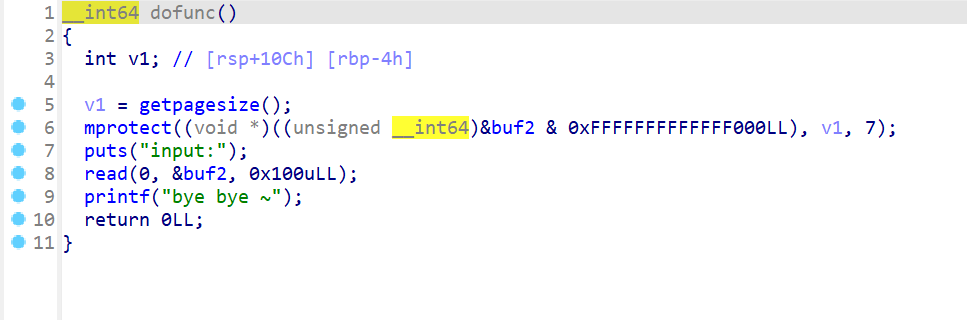 1 __int64 dofunc()
2 {
3 int v1; // [rsp+10Ch] [rbp-4h]
4
5 v1 = getpagesize();
6 mprotect((void *)((unsigned __int64)&buf2 & 0xFFFFFFFFFFFFF000LL), v1, 7);
7 puts("input:");
8 read(0, &buf2, 0x100uLL);
9 printf("bye bye ~");
10 return 0LL;
11 }